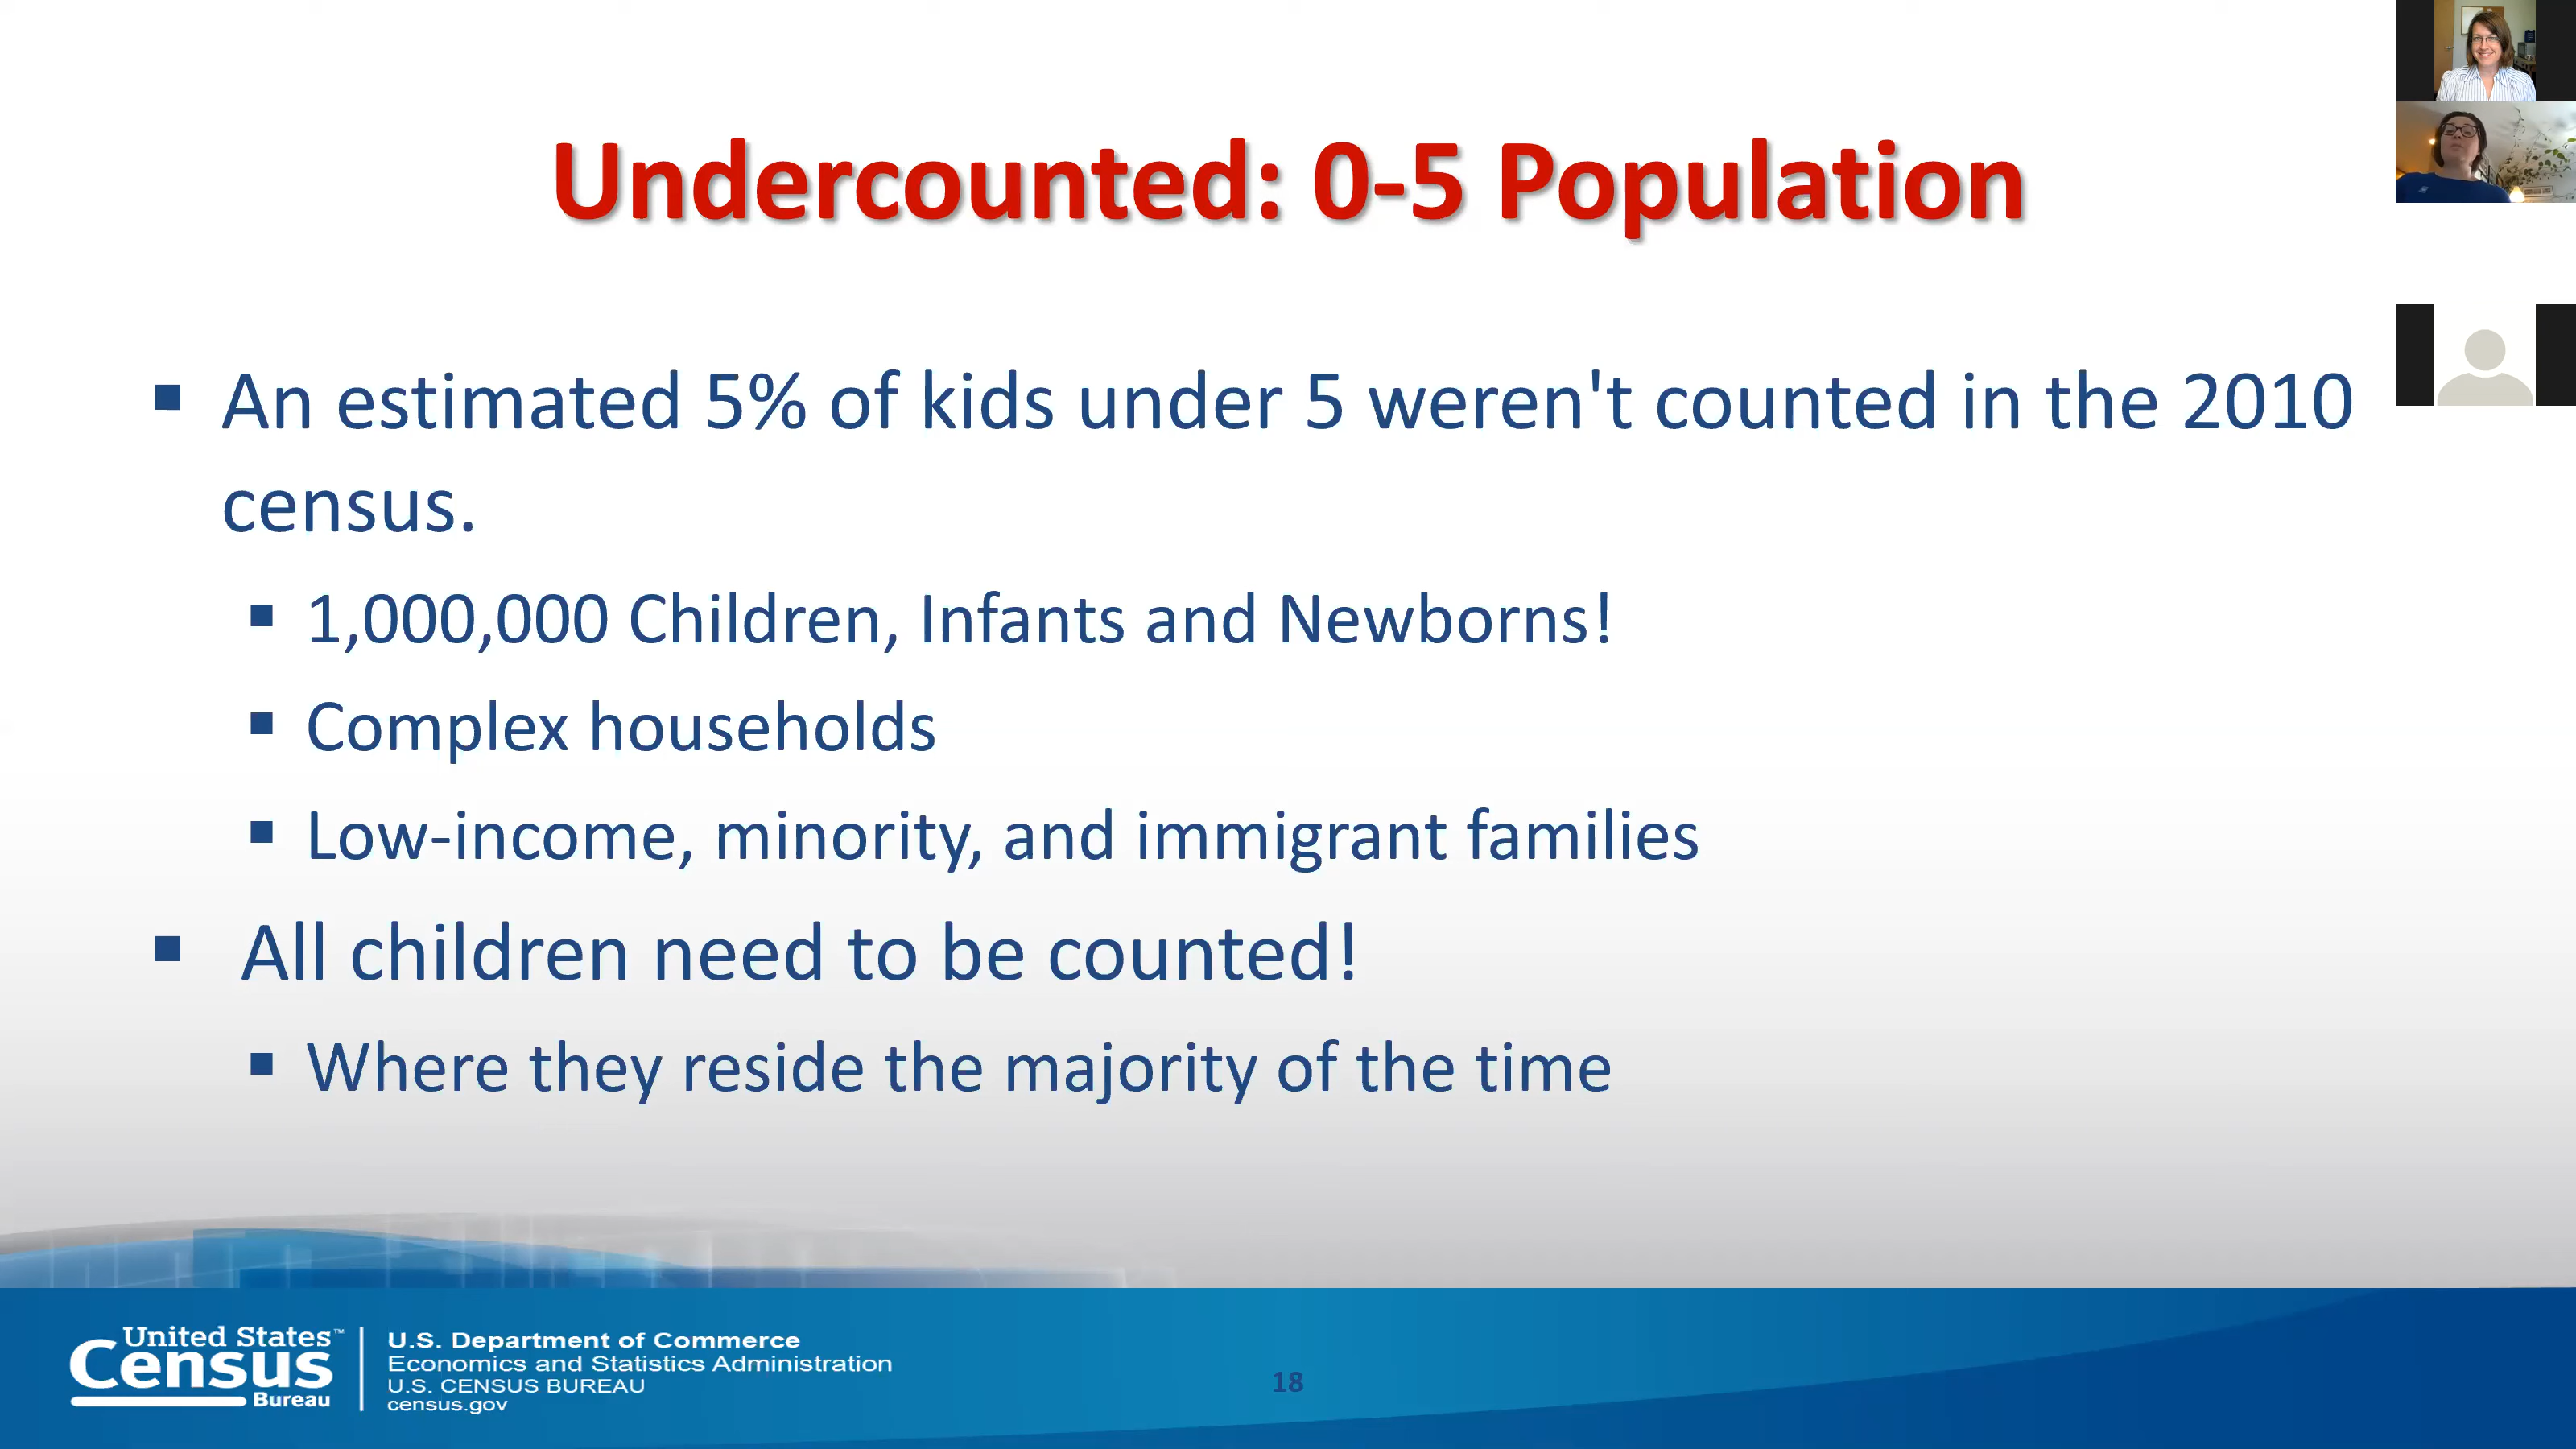 Undercounted: 0-5 Population
▪ An estimated 5% of kids under 5 weren't counted in the 2010
census.
▪ 1,000,000 Children, Infants and Newborns!
▪ Complex households
▪ Low-income, minority, and immigrant families
▪ All children need to be counted!
▪ Where they reside the majority of the time
United States™
Census
Bureau
U.S. Department of Commerce
Economics and Statistics Administration
U.S. CENSUS BUREAU
census.gov
18